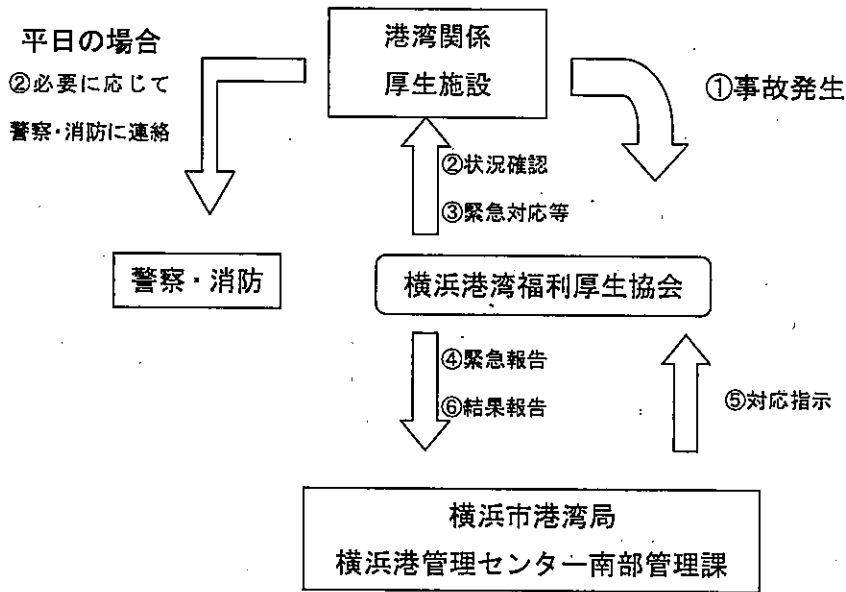 平日の場合
②必要に応じて
警察・消防に連絡
港湾関係
厚生施設
①事故発生
②状況確認
③緊急対応等
警察・消防
横浜港湾福利厚生協会
④緊急報告
⑥結果報告
⑤対応指示
横浜市港湾局
横浜港管理センター南部管理課